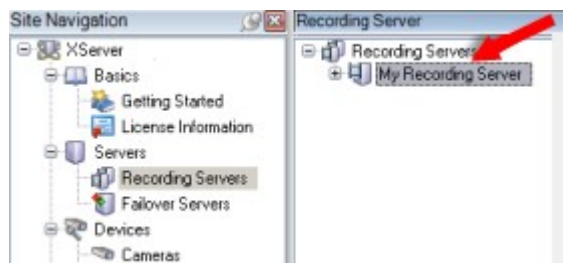 Site Navigation
XServer
Basics
Getting Started
License Information
Servers
Recording Servers
Failover Servers
Devices
Cameras
Recording Server
Recording Servers
My Recording Server